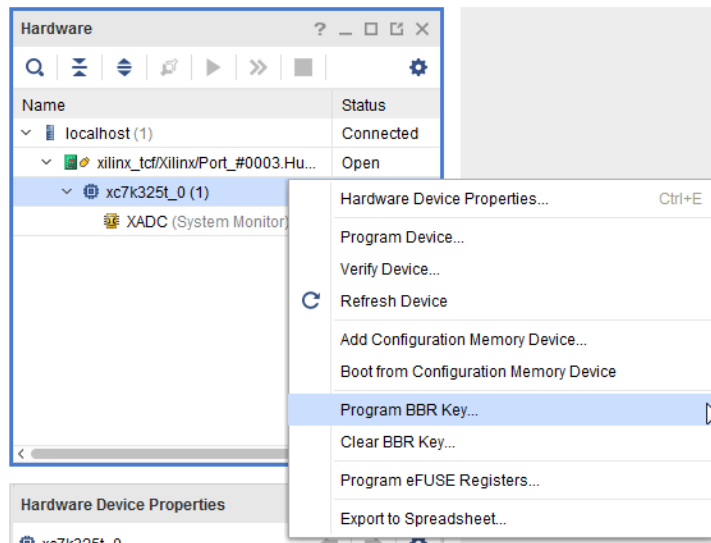 Hardware
Name Status
localhost (1) Connected
xilinx_tcf/Xilinx/Port_#0003.Hu... Open
xc7k325t_0 (1)
XADC (System Monitor)
Hardware Device Properties... Ctrl+E
Program Device...
Verify Device...
Refresh Device
Add Configuration Memory Device...
Boot from Configuration Memory Device
Program BBR Key...
Clear BBR Key...
Program eFUSE Registers...
Export to Spreadsheet...
Hardware Device Properties
xc7k325t_0